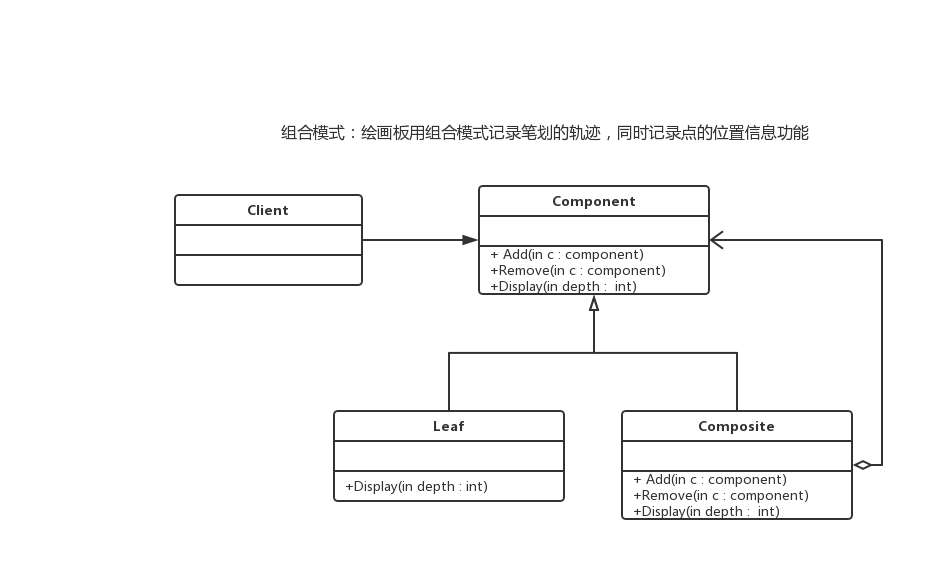 组合模式：绘画板用组合模式记录笔划的轨迹，同时记录点的位置信息功能
Client
Component
+ Add(in c : component)
+Remove(in c : component)
+Display(in depth :  int)
Leaf
+Display(in depth : int)
Composite
+ Add(in c : component)
+Remove(in c : component)
+Display(in depth :  int)